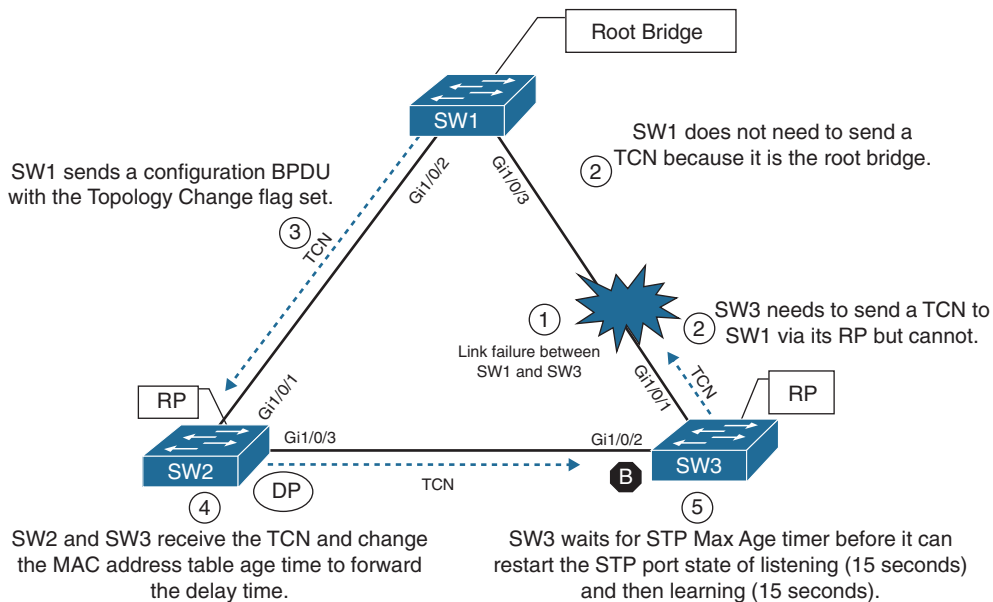 Root Bridge
SW1
SW1 does not need to send a
TCN because it is the root bridge.
2
SW1 sends a configuration BPDU
with the Topology Change flag set.
3
TCN
Gi1/0/2
Gi1/0/3
1
Link failure between
SW1 and SW3
2
SW3 needs to send a TCN to
SW1 via its RP but cannot.
TCN
Gi1/0/1
RP
RP
Gi1/0/1
Gi1/0/3
Gi1/0/2
SW2
DP
TCN
B
SW3
4
SW2 and SW3 receive the TCN and change
the MAC address table age time to forward
the delay time.
5
SW3 waits for STP Max Age timer before it can
restart the STP port state of listening (15 seconds)
and then learning (15 seconds).